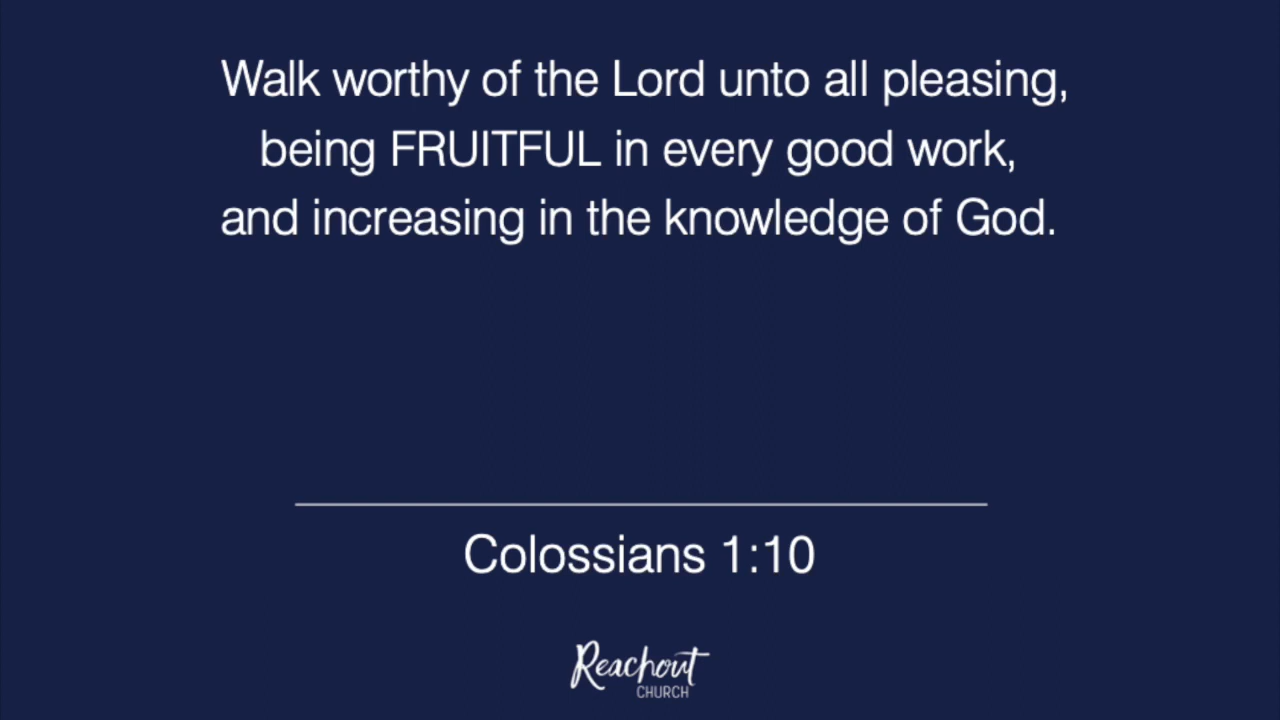 Walk worthy of the Lord unto all pleasing,
being FRUITFUL in every good work,
and increasing in the knowledge of God.
Colossians 1:10
Reachout
CHURCH